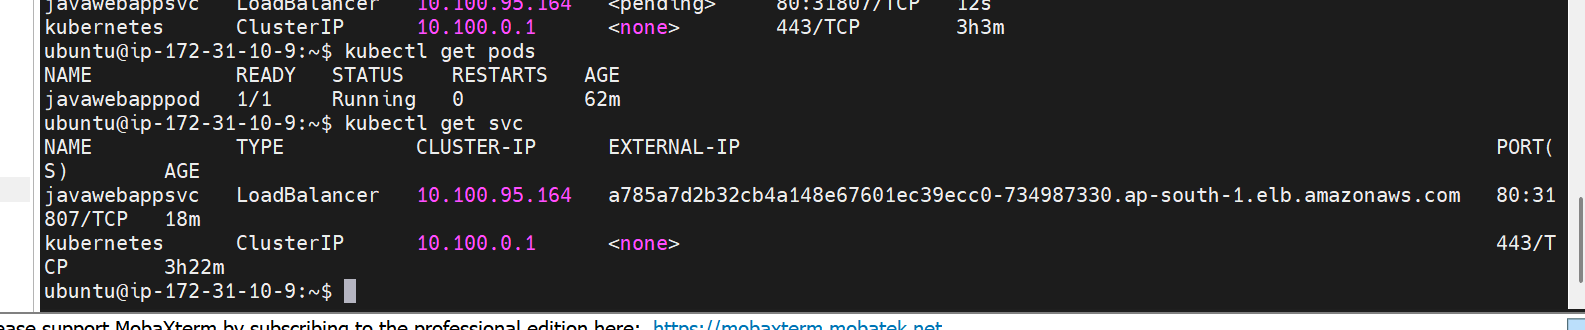 javawebappsvc   LoadBalancer   10.100.95.164   <pending>     80:31807/TCP   12s
kubernetes      ClusterIP      10.100.0.1      <none>        443/TCP        3h3m
ubuntu@ip-172-31-10-9:~$ kubectl get pods
NAME            READY   STATUS    RESTARTS   AGE
javawebapppod   1/1     Running   0          62m
ubuntu@ip-172-31-10-9:~$ kubectl get svc
NAME            TYPE           CLUSTER-IP      EXTERNAL-IP                                                               PORT(
S)        AGE
javawebappsvc   LoadBalancer   10.100.95.164   a785a7d2b32cb4a148e67601ec39ecc0-734987330.ap-south-1.elb.amazonaws.com   80:31
807/TCP   18m
kubernetes      ClusterIP      10.100.0.1      <none>                                                                    443/T
CP        3h22m
ubuntu@ip-172-31-10-9:~$
ease support MobaXterm by subscribing to the professional edition here: https://mobaxterm.mobatek.net